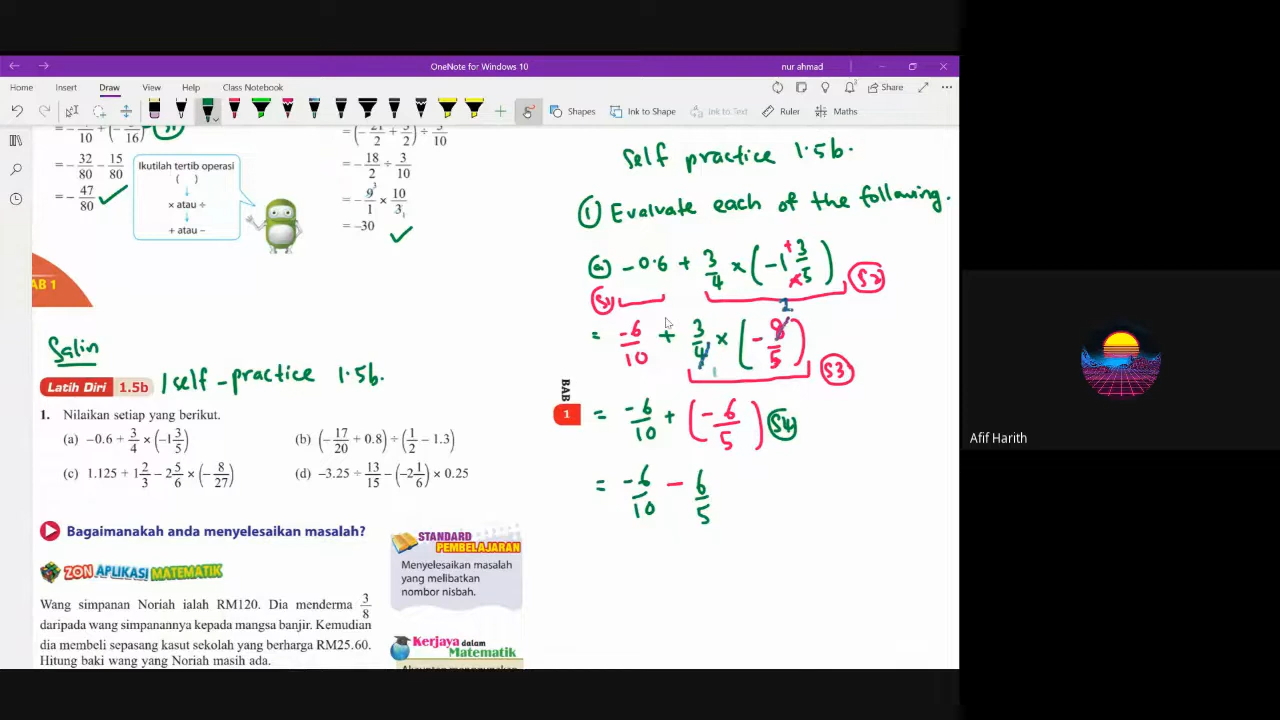 OneNote for Windows 10
nur ahmad
Home Insert Draw View Help Class Notebook
Share
Shapes Ink to Shape Ink to Text Ruler Maths
= -32/80 - 15/80
= -47/80
Ikutilah tertib operasi
( )
× atau ÷
+ atau −
= -18/2 ÷ 3/10
= -9/1 × 10/3
= –30
AB 1
Salin
Latih Diri 1.5b / self-practice 1.5b.
1. Nilaikan setiap yang berikut.
(a) –0.6 + 3/4 × (–1 3/5) (b) (–17/20 + 0.8) ÷ (1/2 – 1.3)
(c) 1.125 + 1 2/3 – 2 5/6 × (–8/27) (d) –3.25 ÷ 13/15 – (–2 1/6) × 0.25
Bagaimanakah anda menyelesaikan masalah?
ZON APLIKASI MATEMATIK
Wang simpanan Noriah ialah RM120. Dia menderma 3/8
daripada wang simpanannya kepada mangsa banjir. Kemudian
dia membeli sepasang kasut sekolah yang berharga RM25.60.
Hitung baki wang yang Noriah masih ada.
STANDARD
PEMBELAJARAN
Menyelesaikan masalah
yang melibatkan
nombor nisbah.
Kerjaya dalam
Matematik
BAB
1
self practice 1.5b.
① Evaluate each of the following.
(a) -0.6 + 3/4 × (-1 3/5) S2
S1
= -6/10 + 3/4 × (-8/5) S3
= -6/10 + (-6/5) S4
= -6/10 - 6/5
Afif Harith